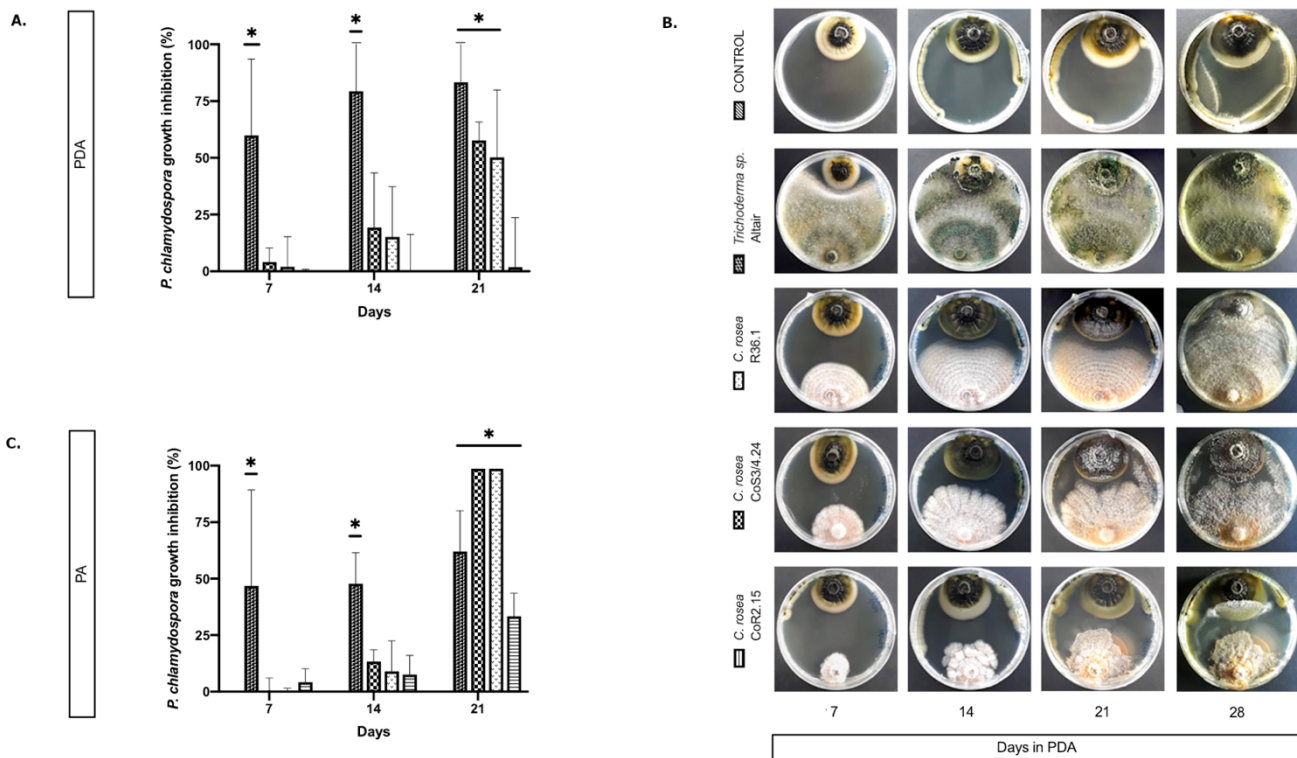 A.
PDA
P. chlamydospora growth inhibition (%)
100
75
50
25
0
*
*
*
7
14
21
Days
C.
PA
P. chlamydospora growth inhibition (%)
100
75
50
25
0
*
*
*
7
14
21
Days
B.
CONTROL
Trichoderma sp.
Altair
C. rosea
R36.1
C. rosea
CoS3/4.24
C. rosea
CoR2.15
7
14
21
28
Days in PDA